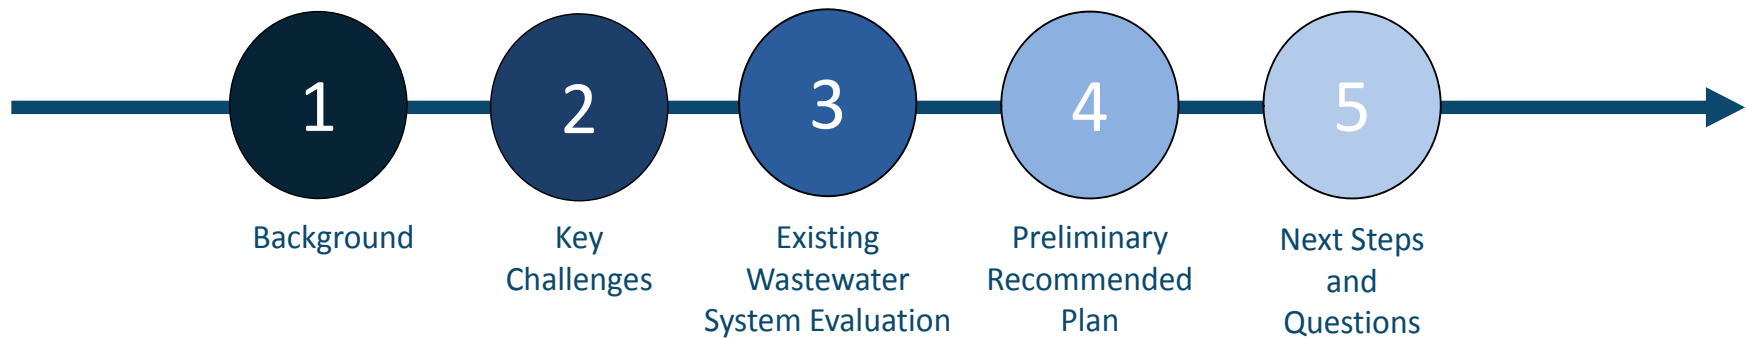 1
Background
2
Key
Challenges
3
Existing
Wastewater
System Evaluation
4
Preliminary
Recommended
Plan
5
Next Steps
and
Questions